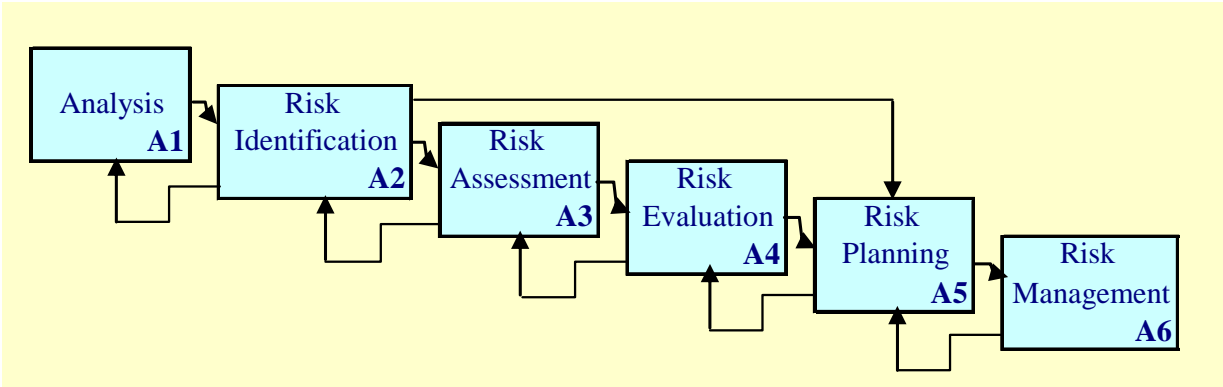 Analysis
A1
Risk
Identification
A2
Risk
Assessment
A3
Risk
Evaluation
A4
Risk
Planning
A5
Risk
Management
A6